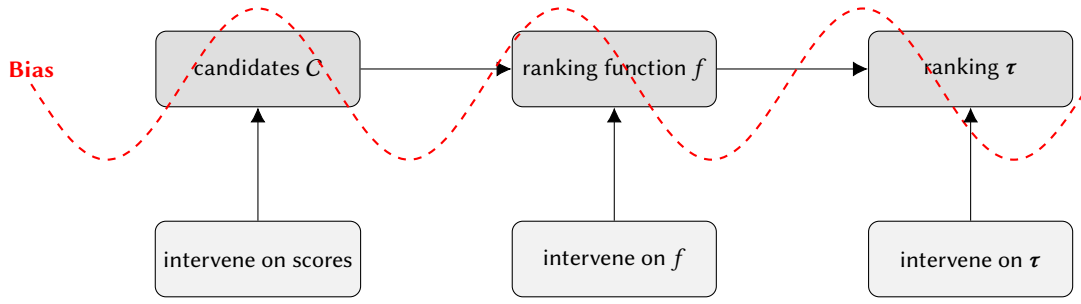 Bias
candidates C
ranking function f
ranking τ
intervene on scores
intervene on f
intervene on τ